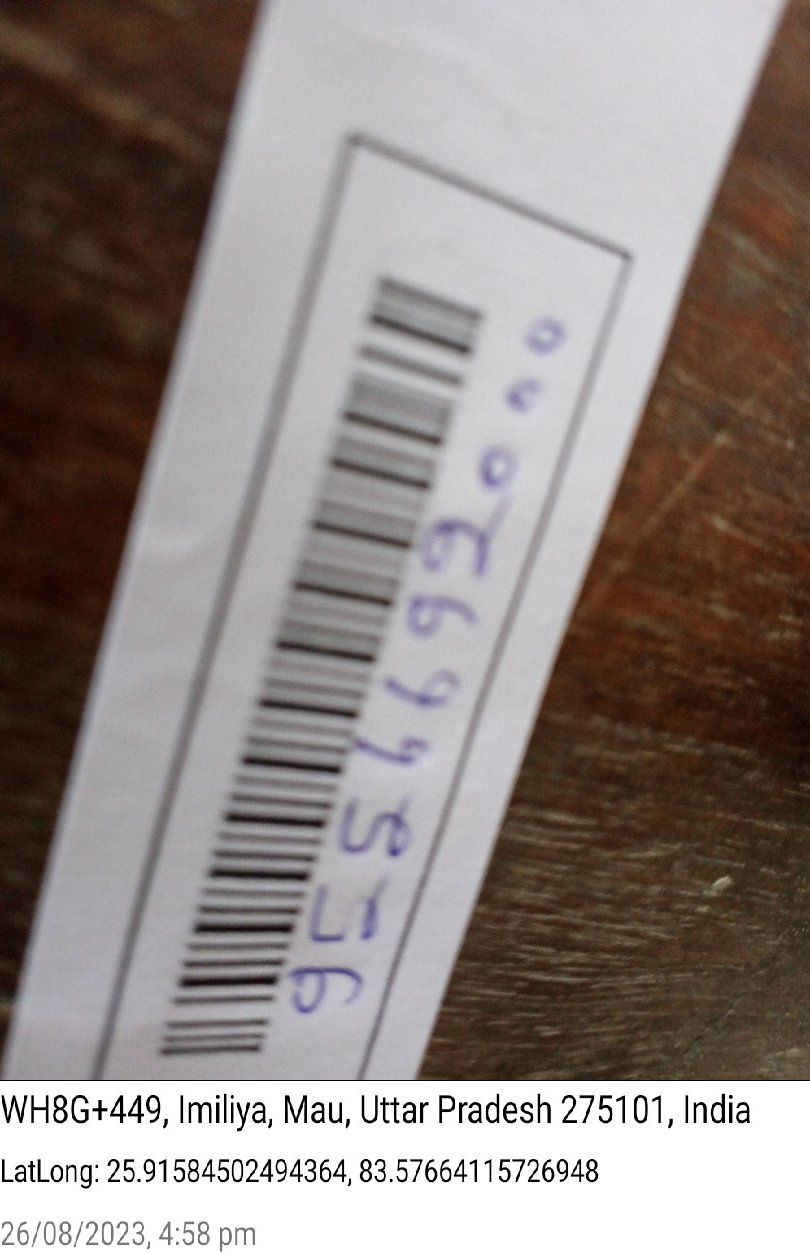 WH8G+449, Imiliya, Mau, Uttar Pradesh 275101, India
LatLong: 25.91584502494364, 83.57664115726948
26/08/2023, 4:58 pm